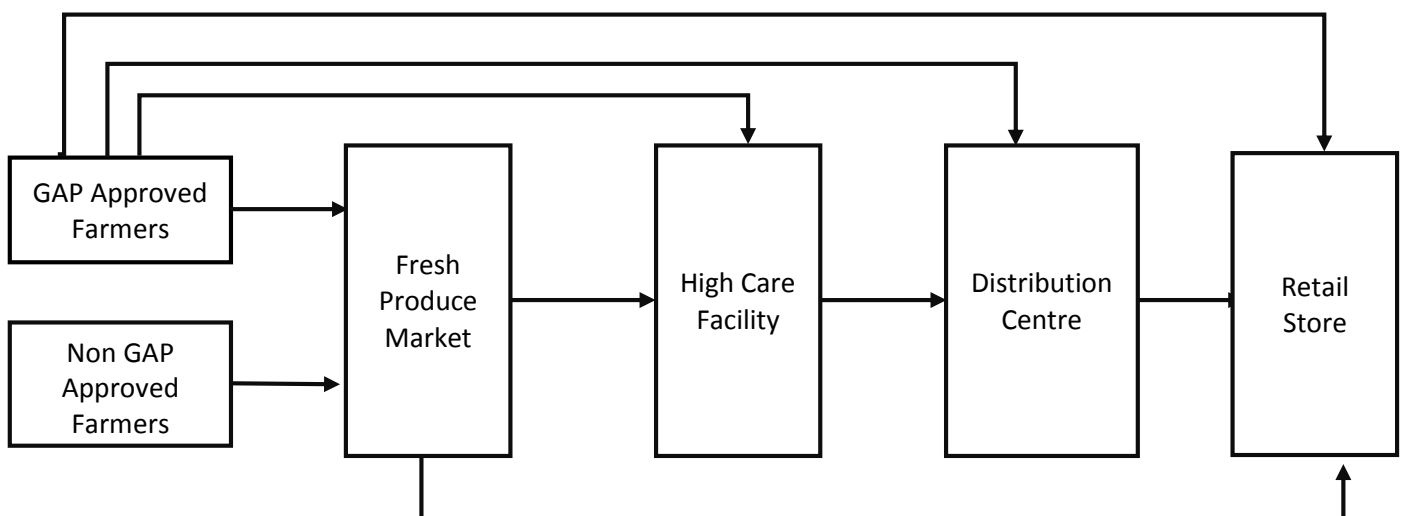 GAP Approved
Farmers
Non GAP
Approved
Farmers
Fresh
Produce
Market
High Care
Facility
Distribution
Centre
Retail
Store